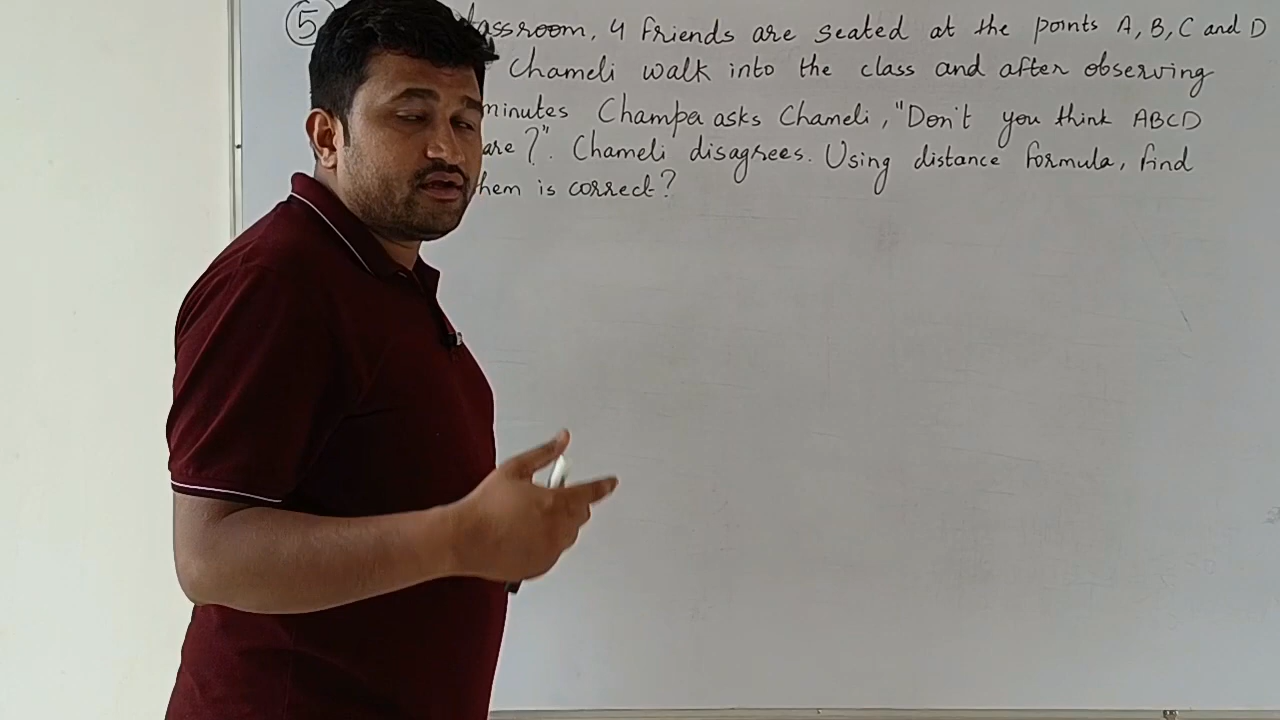 5 classroom, 4 friends are seated at the points A, B, C and D
Chameli walk into the class and after observing
minutes Champa asks Chameli, "Don't you think ABCD
are ?". Chameli disagrees. Using distance formula, find
hem is correct?